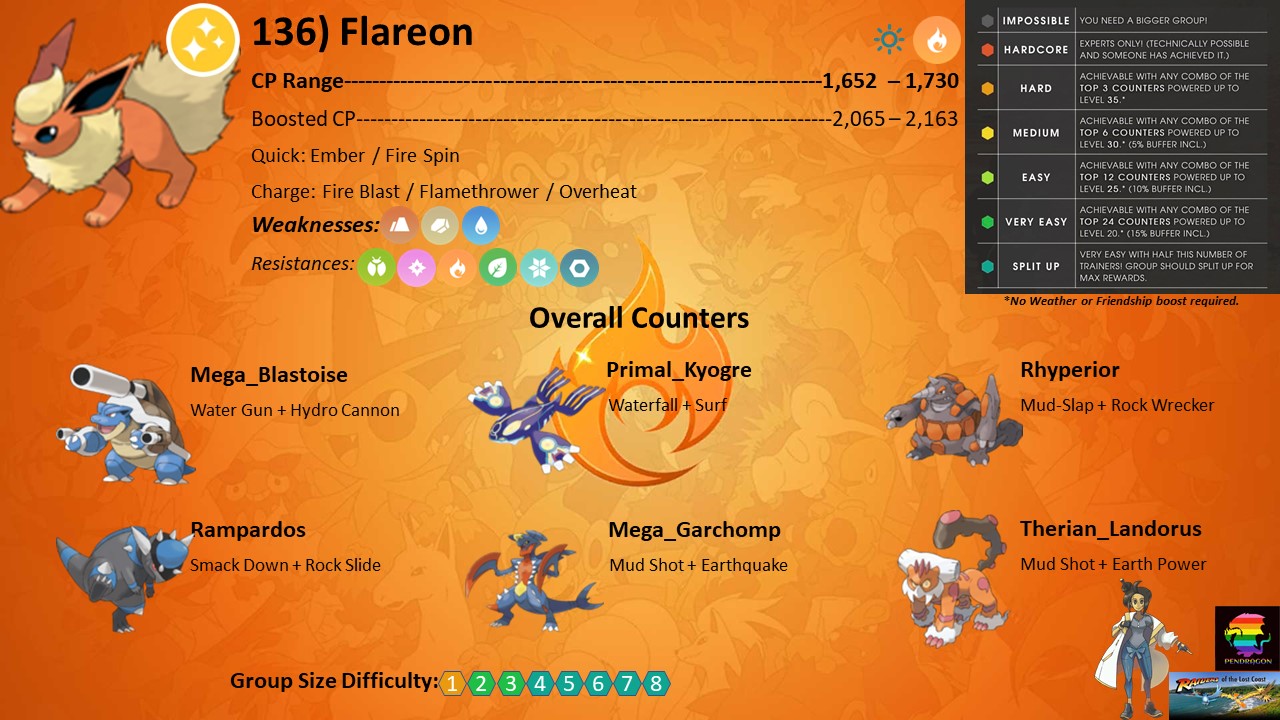 136) Flareon
CP Range--------------------------------------------------------------------1,652 – 1,730
Boosted CP--------------------------------------------------------------------2,065 – 2,163
Quick: Ember / Fire Spin
Charge: Fire Blast / Flamethrower / Overheat
Weaknesses:
Resistances:
IMPOSSIBLE YOU NEED A BIGGER GROUP!
HARDCORE EXPERTS ONLY! (TECHNICALLY POSSIBLE
AND SOMEONE HAS ACHIEVED IT.)
HARD ACHIEVABLE WITH ANY COMBO OF THE
TOP 3 COUNTERS POWERED UP TO
LEVEL 35.*
MEDIUM ACHIEVABLE WITH ANY COMBO OF THE
TOP 6 COUNTERS POWERED UP TO
LEVEL 30.* (5% BUFFER INCL.)
EASY ACHIEVABLE WITH ANY COMBO OF THE
TOP 12 COUNTERS POWERED UP TO
LEVEL 25.* (10% BUFFER INCL.)
VERY EASY ACHIEVABLE WITH ANY COMBO OF THE
TOP 24 COUNTERS POWERED UP TO
LEVEL 20.* (15% BUFFER INCL.)
SPLIT UP VERY EASY WITH HALF THIS NUMBER OF
TRAINERS! GROUP SHOULD SPLIT UP FOR
MAX REWARDS.
*No Weather or Friendship boost required.
Overall Counters
Mega_Blastoise
Water Gun + Hydro Cannon
Primal_Kyogre
Waterfall + Surf
Rhyperior
Mud-Slap + Rock Wrecker
Rampardos
Smack Down + Rock Slide
Mega_Garchomp
Mud Shot + Earthquake
Therian_Landorus
Mud Shot + Earth Power
Group Size Difficulty: 1 2 3 4 5 6 7 8
PENDRAGON
RAIDERS of the Lost Coast